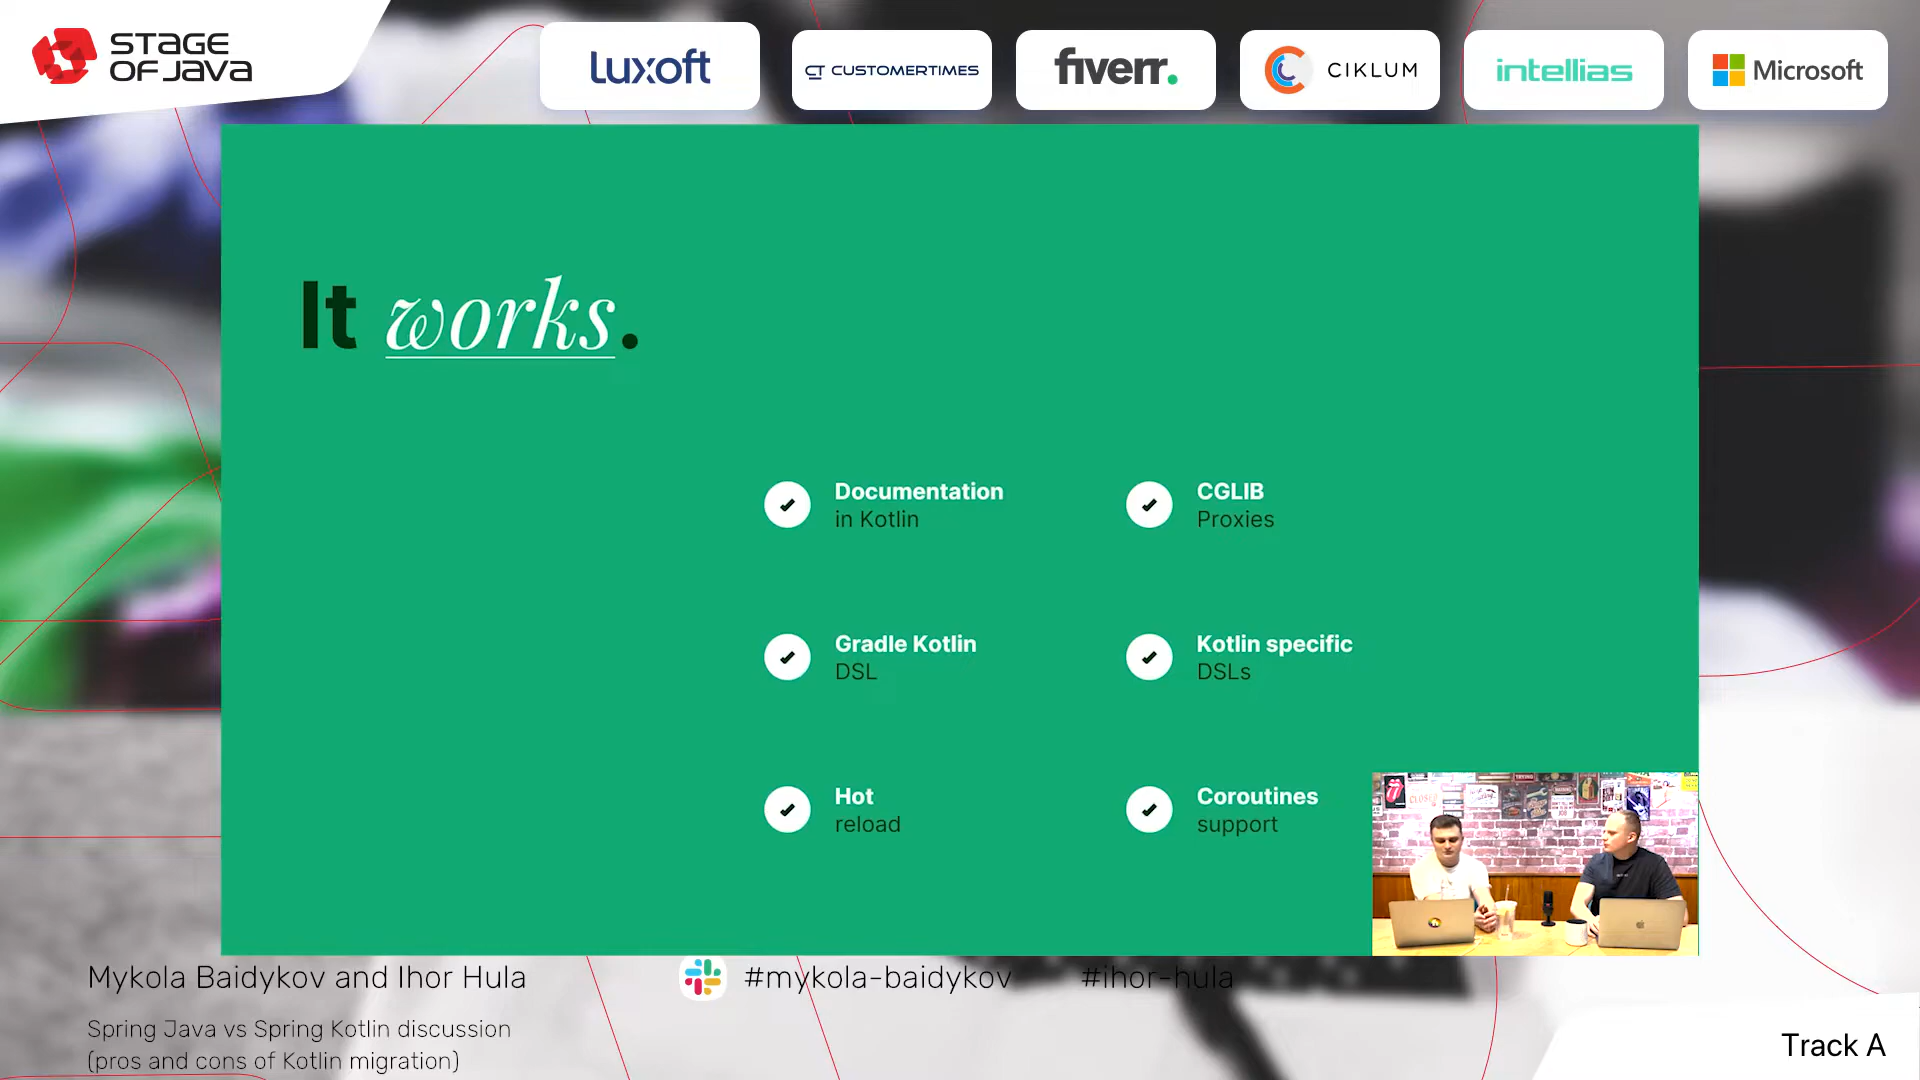 STAGE
OF JAVA
luxoft
CT CUSTOMERTIMES
fiverr.
CIKLUM
intellias
Microsoft
It works.
Documentation
in Kotlin
CGLIB
Proxies
Gradle Kotlin
DSL
Kotlin specific
DSLs
Hot
reload
Coroutines
support
Mykola Baidykov and Ihor Hula
#mykola-baidykov
#ihor-hula
Spring Java vs Spring Kotlin discussion
(pros and cons of Kotlin migration)
Track A